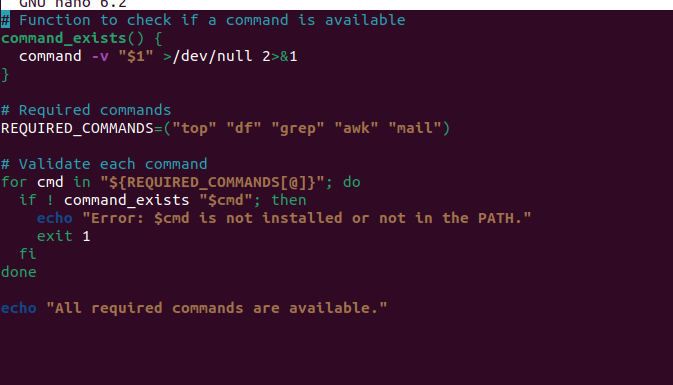 GNU nano 6.2
# Function to check if a command is available
command_exists() {
  command -v "$1" >/dev/null 2>&1
}

# Required commands
REQUIRED_COMMANDS=("top" "df" "grep" "awk" "mail")

# Validate each command
for cmd in "${REQUIRED_COMMANDS[@]}"; do
  if ! command_exists "$cmd"; then
    echo "Error: $cmd is not installed or not in the PATH."
    exit 1
  fi
done

echo "All required commands are available."